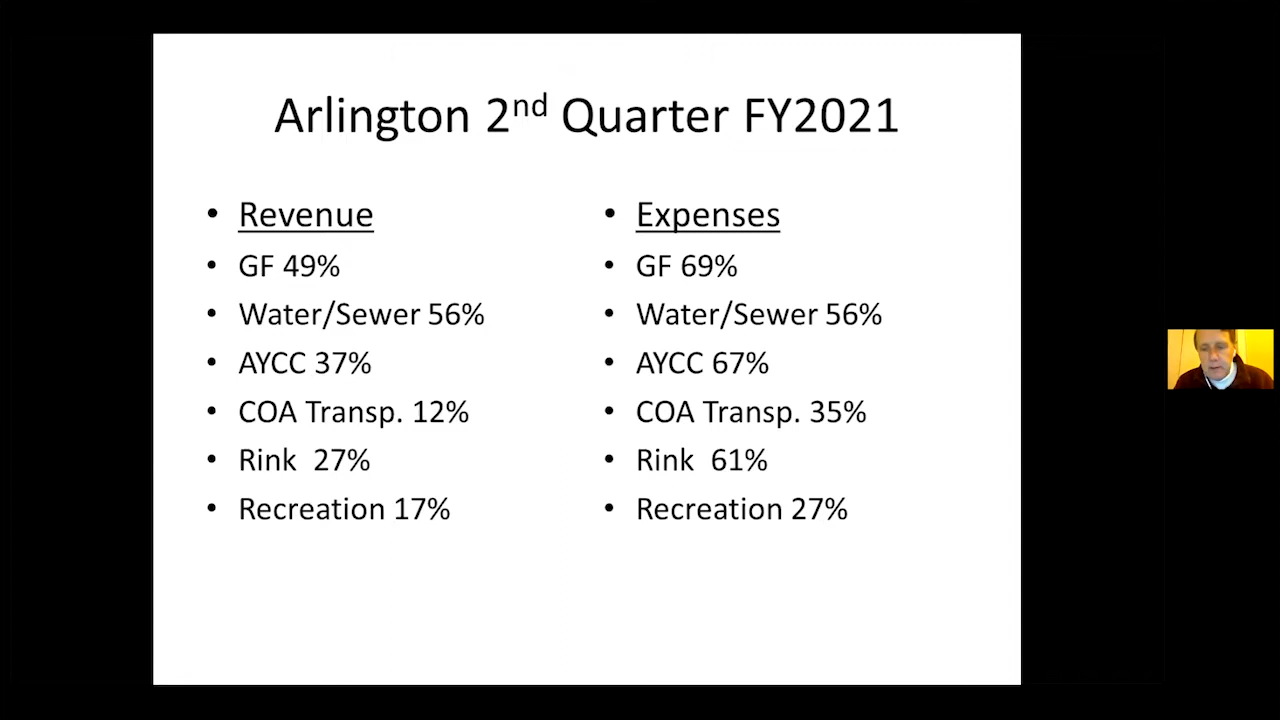 Arlington 2nd Quarter FY2021
• Revenue
• GF 49%
• Water/Sewer 56%
• AYCC 37%
• COA Transp. 12%
• Rink  27%
• Recreation 17%
• Expenses
• GF 69%
• Water/Sewer 56%
• AYCC 67%
• COA Transp. 35%
• Rink  61%
• Recreation 27%